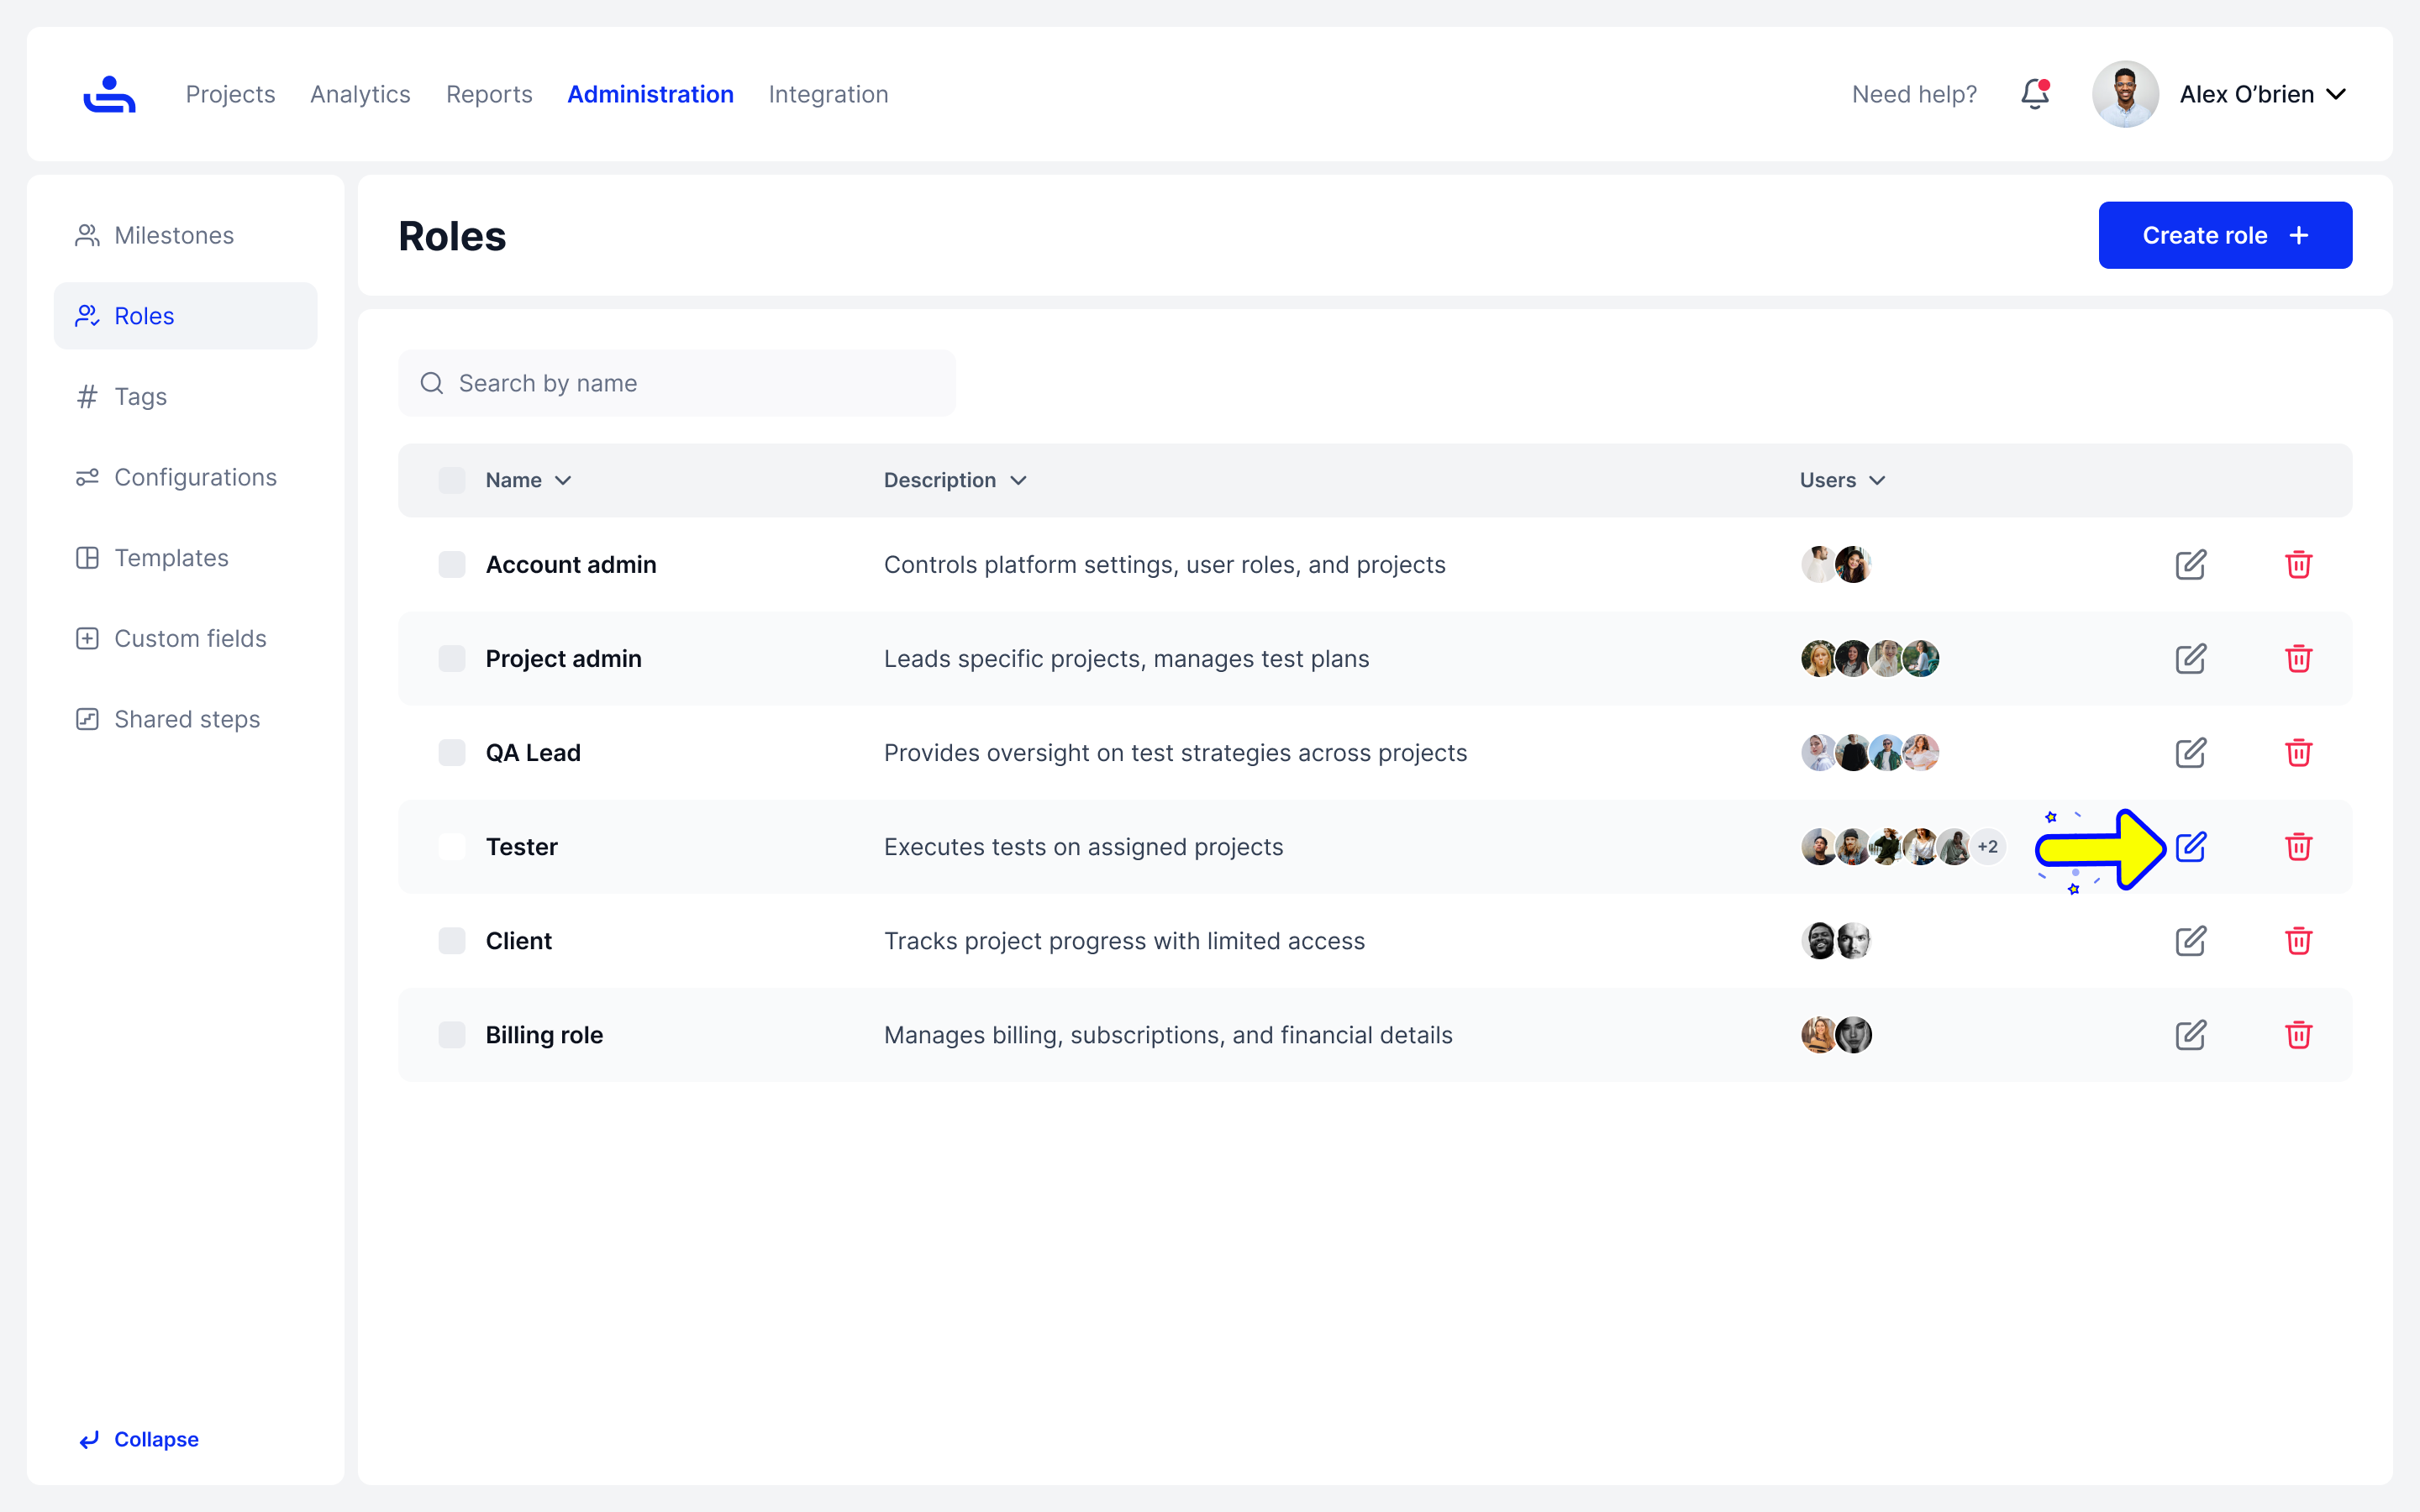 Projects Analytics Reports Administration Integration Need help? Alex O’brien
Milestones
Roles
Tags
Configurations
Templates
Custom fields
Shared steps
Collapse
Roles
Create role
Search by name
Name Description Users
Account admin Controls platform settings, user roles, and projects
Project admin Leads specific projects, manages test plans
QA Lead Provides oversight on test strategies across projects
Tester Executes tests on assigned projects +2
Client Tracks project progress with limited access
Billing role Manages billing, subscriptions, and financial details